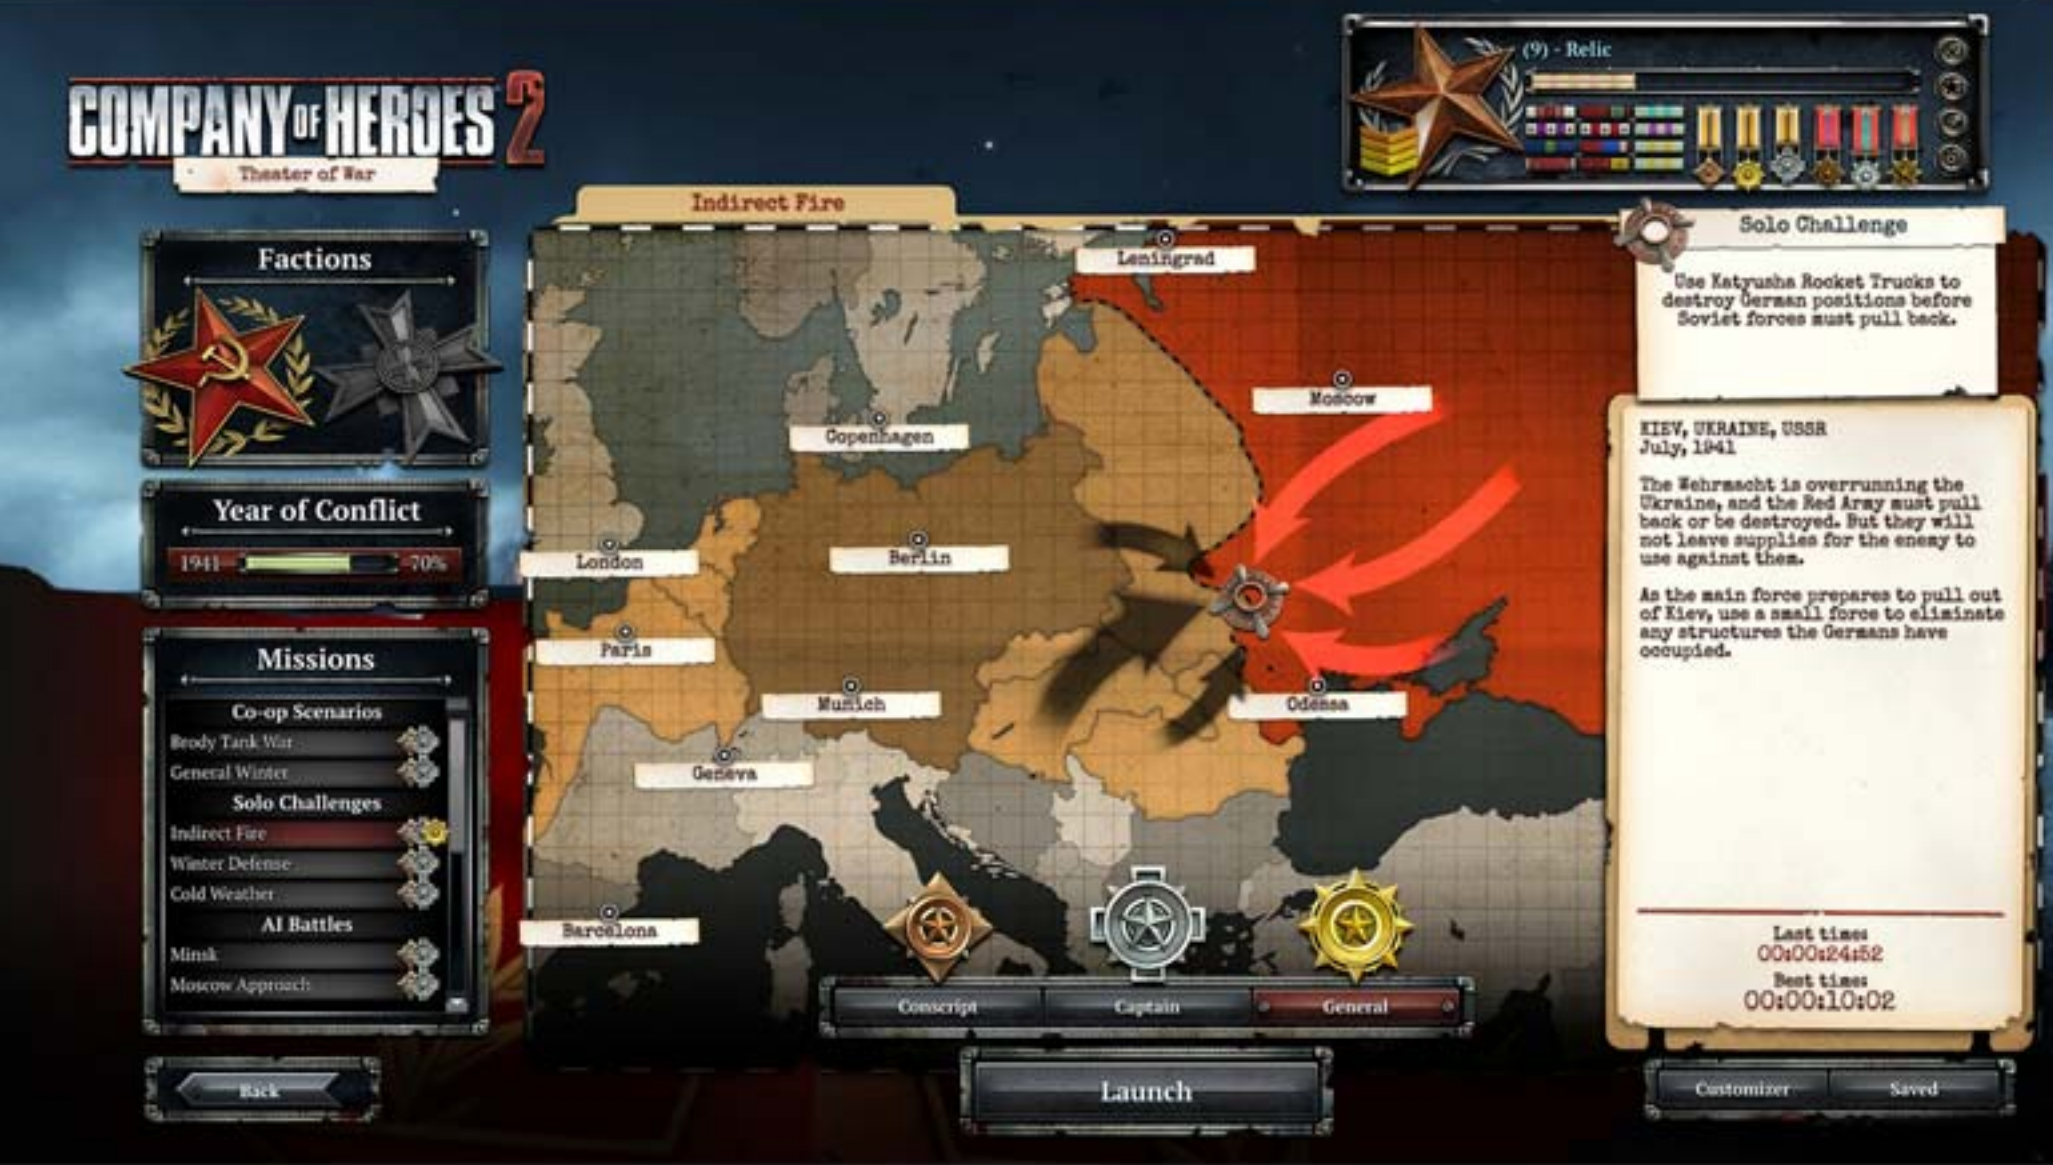 COMPANY OF HEROES 2
Theater of War
(9) - Relic
Factions
Year of Conflict
1941
70%
Missions
Co-op Scenarios
Brody Tank War
General Winter
Solo Challenges
Indirect Fire
Winter Defense
Cold Weather
AI Battles
Minsk
Moscow Approach
Back
Indirect Fire
Leningrad
Moscow
Copenhagen
London
Berlin
Paris
Munich
Odessa
Geneva
Barcelona
Conscript
Captain
General
Launch
Solo Challenge
Use Katyusha Rocket Trucks to
destroy German positions before
Soviet forces must pull back.
KIEV, UKRAINE, USSR
July, 1941
The Wehrmacht is overrunning the
Ukraine, and the Red Army must pull
back or be destroyed. But they will
not leave supplies for the enemy to
use against them.
As the main force prepares to pull out
of Kiev, use a small force to eliminate
any structures the Germans have
occupied.
Last time:
00:00:24:52
Best time:
00:00:10:02
Customizer
Saved